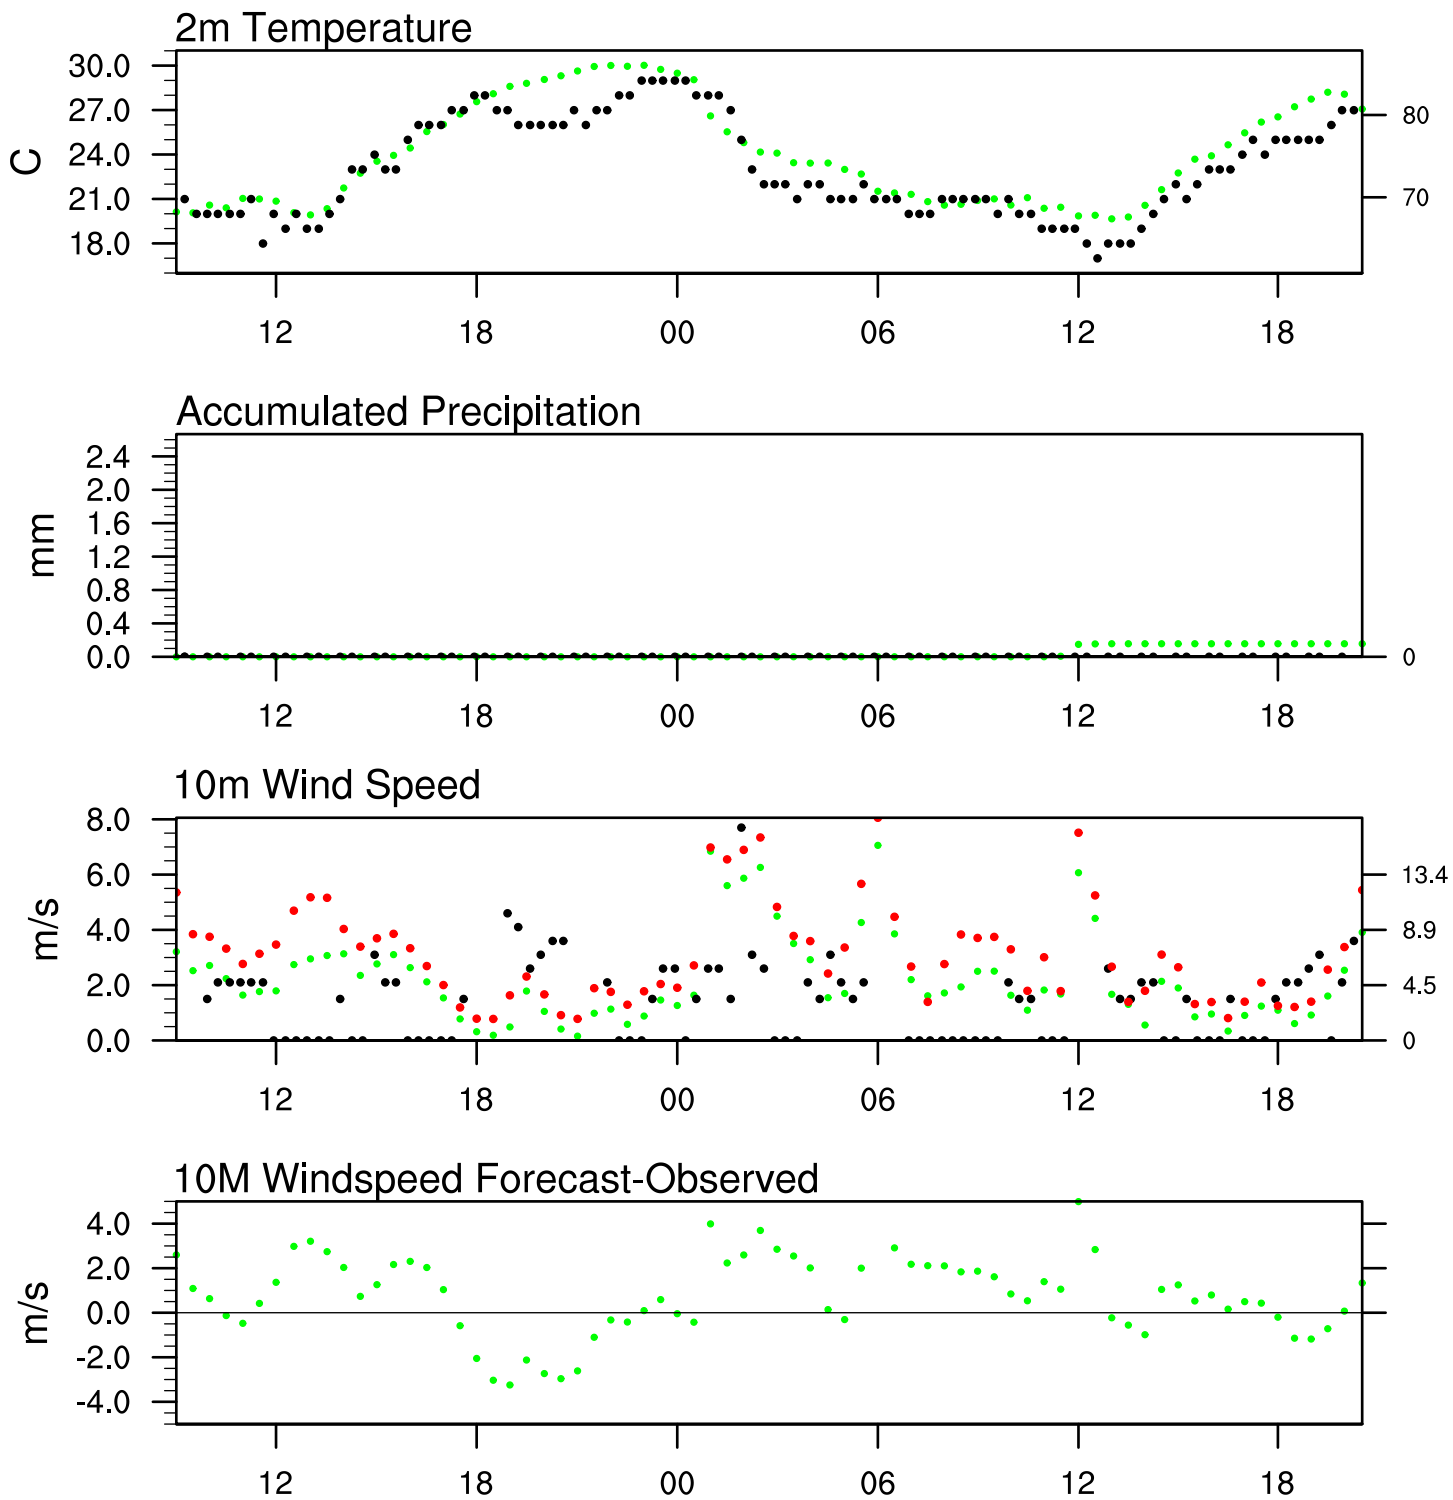 2m Temperature
30.0
27.0
24.0
21.0
18.0
C
80
70
12 18 00 06 12 18
Accumulated Precipitation
2.4
2.0
1.6
1.2
0.8
0.4
0.0
mm
0
12 18 00 06 12 18
10m Wind Speed
8.0
6.0
4.0
2.0
0.0
m/s
13.4
8.9
4.5
0
12 18 00 06 12 18
10M Windspeed Forecast-Observed
4.0
2.0
0.0
-2.0
-4.0
m/s
12 18 00 06 12 18